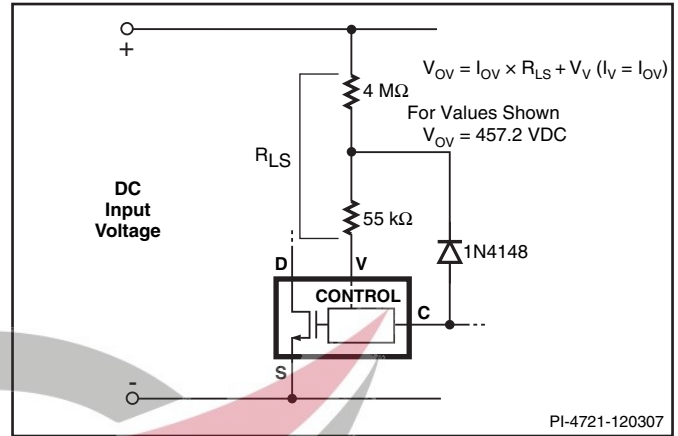 +
V_OV = I_OV × R_LS + V_V (I_V = I_OV)
4 MΩ
For Values Shown
V_OV = 457.2 VDC
R_LS
DC
Input
Voltage
55 kΩ
1N4148
D
V
CONTROL
C
S
-
PI-4721-120307